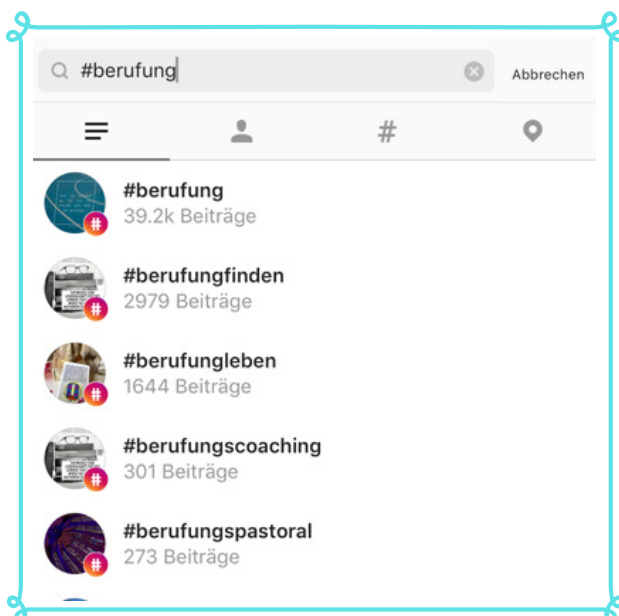 #berufung
Abbrechen
#
#berufung
39.2k Beiträge
#berufungfinden
2979 Beiträge
#berufungleben
1644 Beiträge
#berufungscoaching
301 Beiträge
#berufungspastoral
273 Beiträge